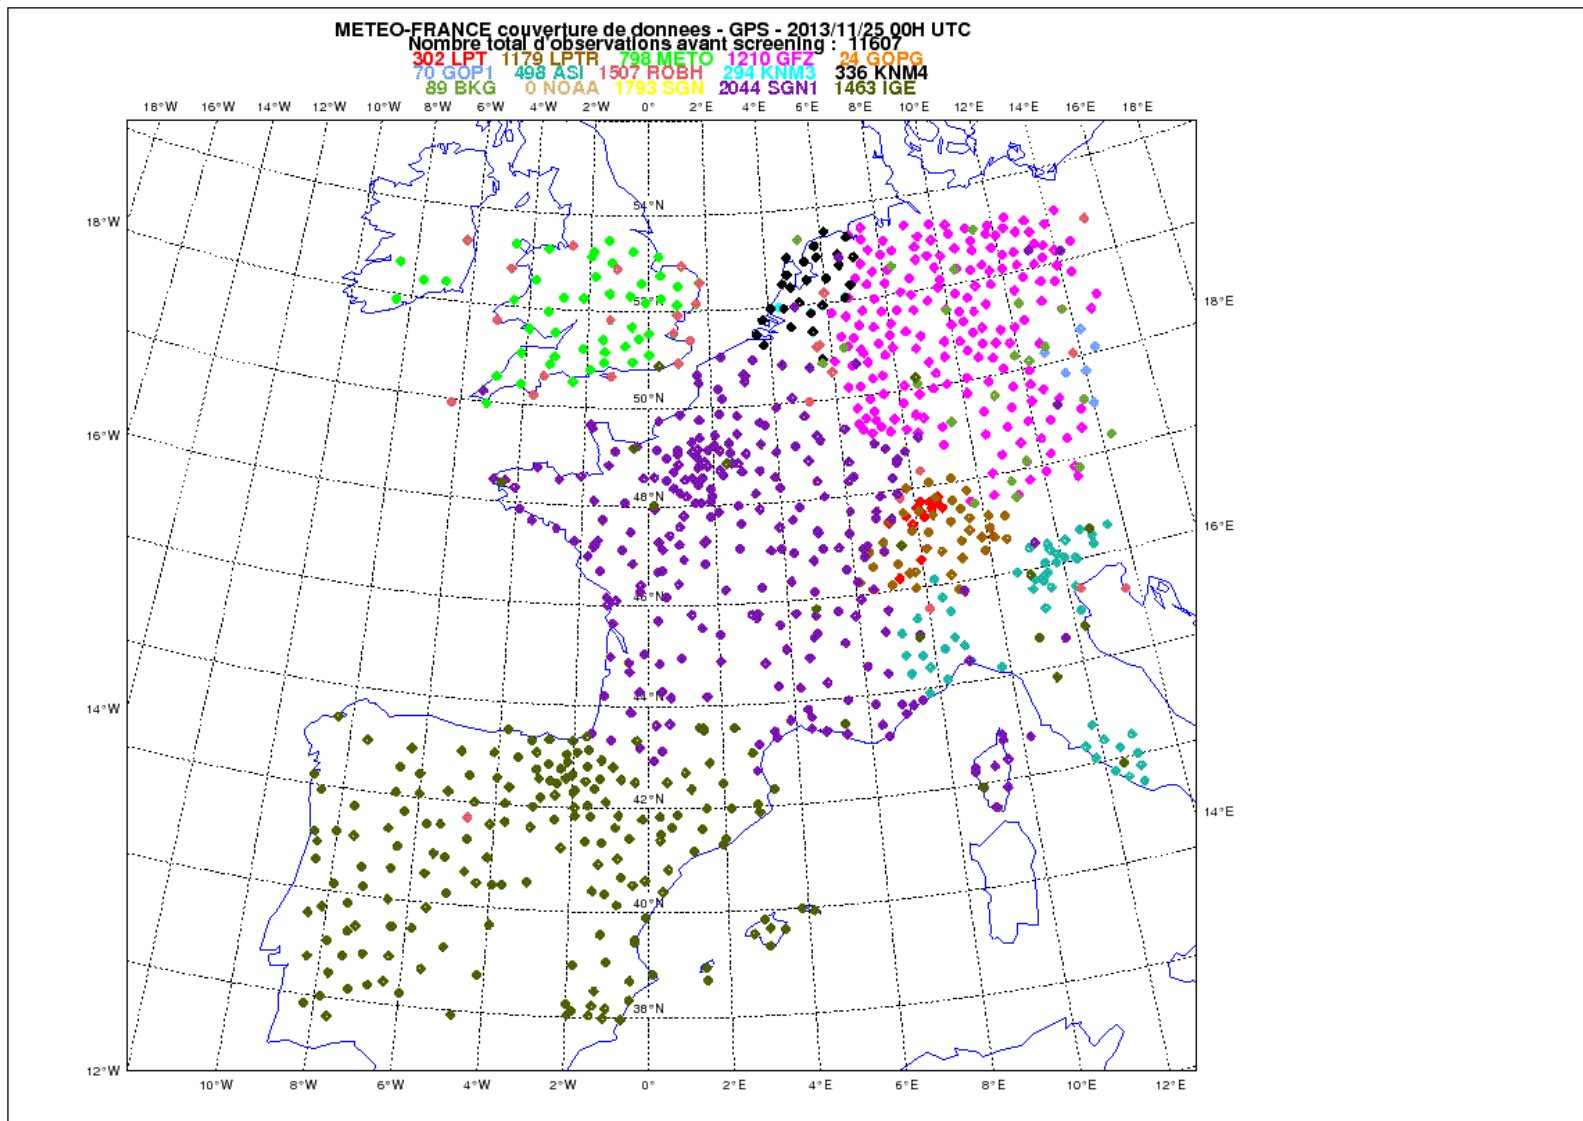 METEO-FRANCE couverture de donnees - GPS - 2013/11/25 00H UTC
Nombre total d'observations avant screening : 11607
302 LPT 1179 LPTR 798 METO 1210 GFZ 24 GOPG
70 GOP1 498 ASI 1507 ROBH 294 KNM3 336 KNM4
89 BKG 0 NOAA 1793 SGN 2044 SGN1 1463 IGE
18°W 16°W 14°W 12°W 10°W 8°W 6°W 4°W 2°W 0° 2°E 4°E 6°E 8°E 10°E 12°E 14°E 16°E 18°E
54°N
18°W
18°E
52°N
50°N
16°W
48°N
16°E
46°N
44°N
14°W
42°N
14°E
40°N
38°N
12°W
10°W 8°W 6°W 4°W 2°W 0° 2°E 4°E 6°E 8°E 10°E 12°E